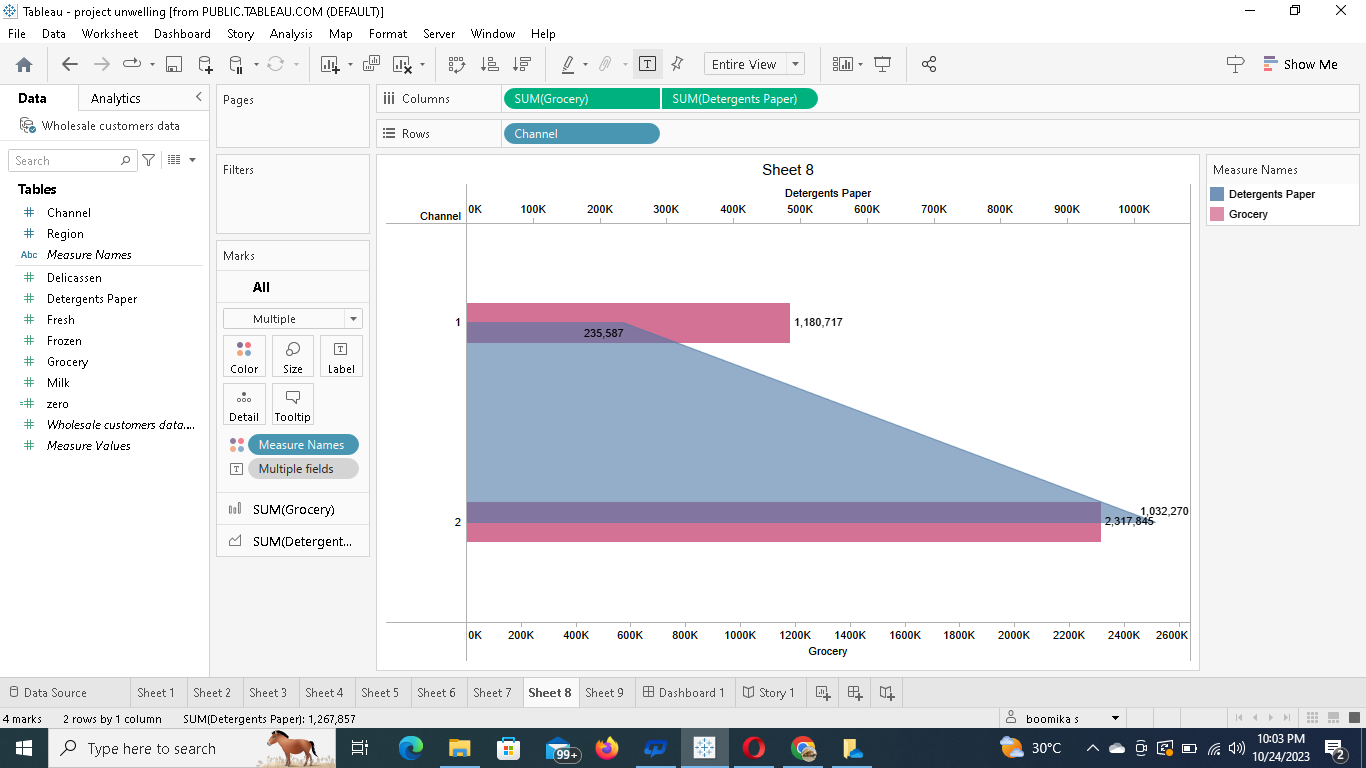 Tableau - project unwelling [from PUBLIC.TABLEAU.COM (DEFAULT)]
File Data Worksheet Dashboard Story Analysis Map Format Server Window Help
Entire View
Show Me
Data Analytics
Wholesale customers data
Search
Tables
Channel
Region
Abc Measure Names
Delicassen
Detergents Paper
Fresh
Frozen
Grocery
Milk
zero
Wholesale customers data....
Measure Values
Pages
Filters
Marks
All
Multiple
Color Size Label
Detail Tooltip
Measure Names
Multiple fields
SUM(Grocery)
SUM(Detergent...
Columns SUM(Grocery) SUM(Detergents Paper)
Rows Channel
Sheet 8
Detergents Paper
Channel 0K 100K 200K 300K 400K 500K 600K 700K 800K 900K 1000K
1 1,180,717
235,587
1,032,270
2 2,317,845
0K 200K 400K 600K 800K 1000K 1200K 1400K 1600K 1800K 2000K 2200K 2400K 2600K
Grocery
Measure Names
Detergents Paper
Grocery
Data Source Sheet 1 Sheet 2 Sheet 3 Sheet 4 Sheet 5 Sheet 6 Sheet 7 Sheet 8 Sheet 9 Dashboard 1 Story 1
4 marks 2 rows by 1 column SUM(Detergents Paper): 1,267,857 boomika s
Type here to search
99+
30°C
10:03 PM
10/24/2023
2